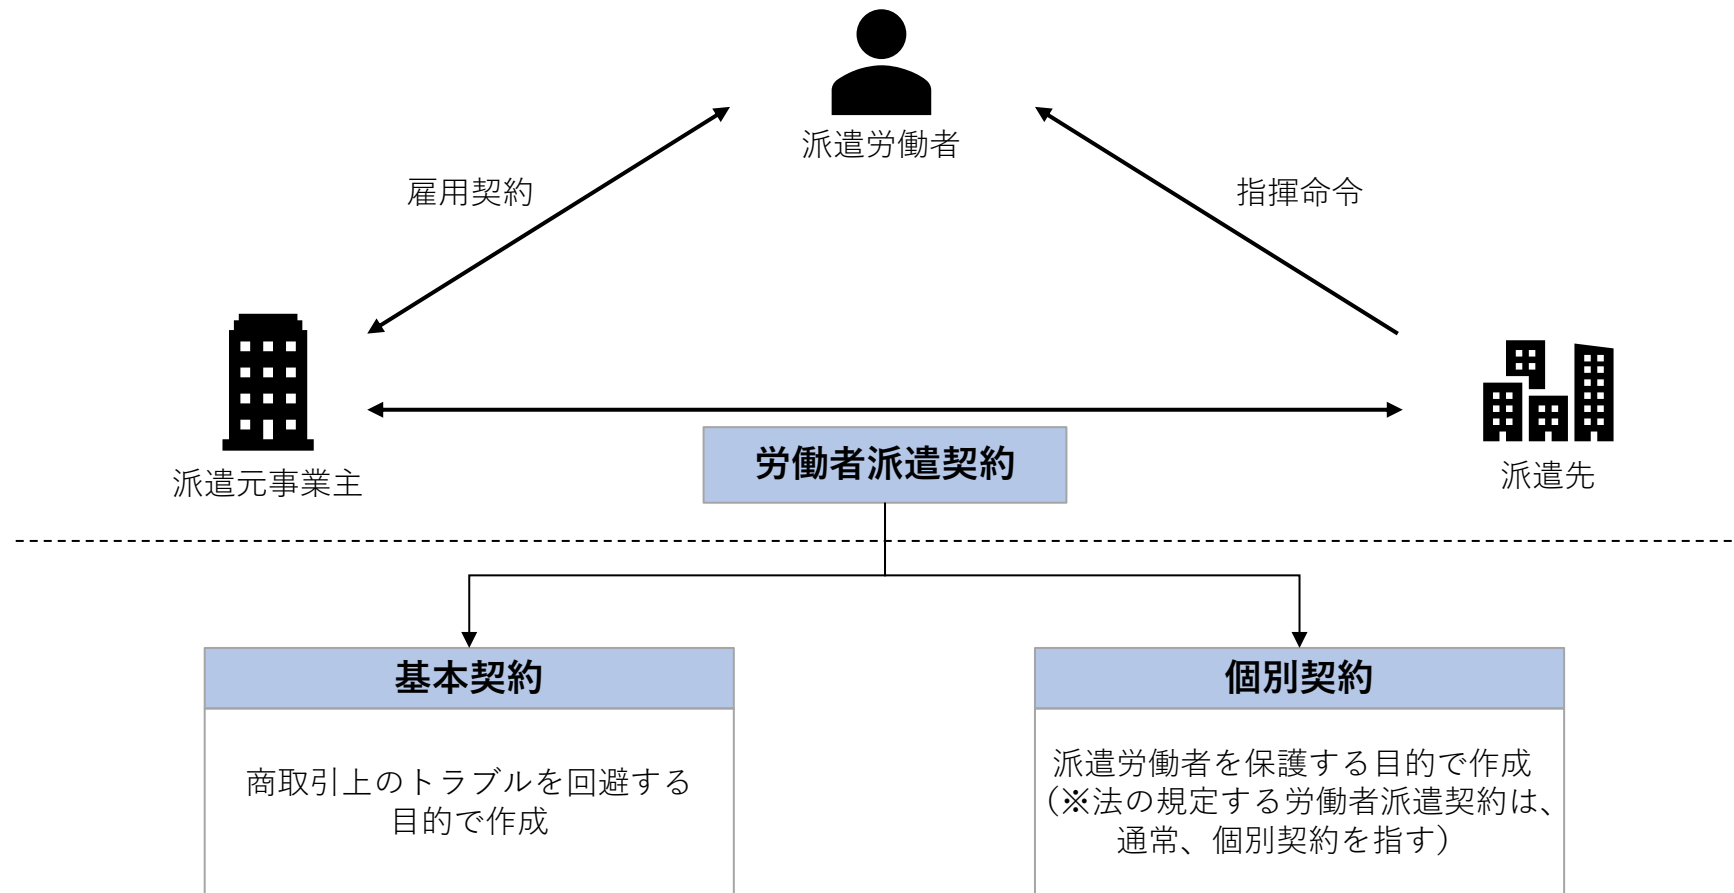 派遣労働者
雇用契約
指揮命令
派遣元事業主
労働者派遣契約
派遣先
基本契約
商取引上のトラブルを回避する
目的で作成
個別契約
派遣労働者を保護する目的で作成
（※法の規定する労働者派遣契約は、
通常、個別契約を指す）